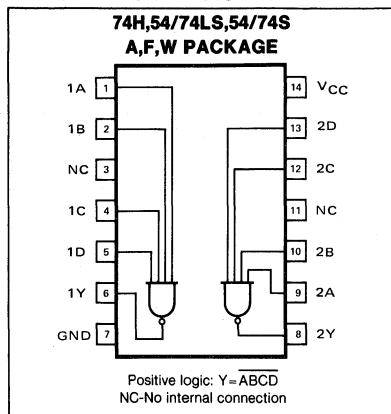 74H,54/74LS,54/74S
A,F,W PACKAGE
1A 1 14 VCC
1B 2 13 2D
NC 3 12 2C
1C 4 11 NC
1D 5 10 2B
1Y 6 9 2A
GND 7 8 2Y
Positive logic: Y=A̅B̅C̅D̅
NC-No internal connection